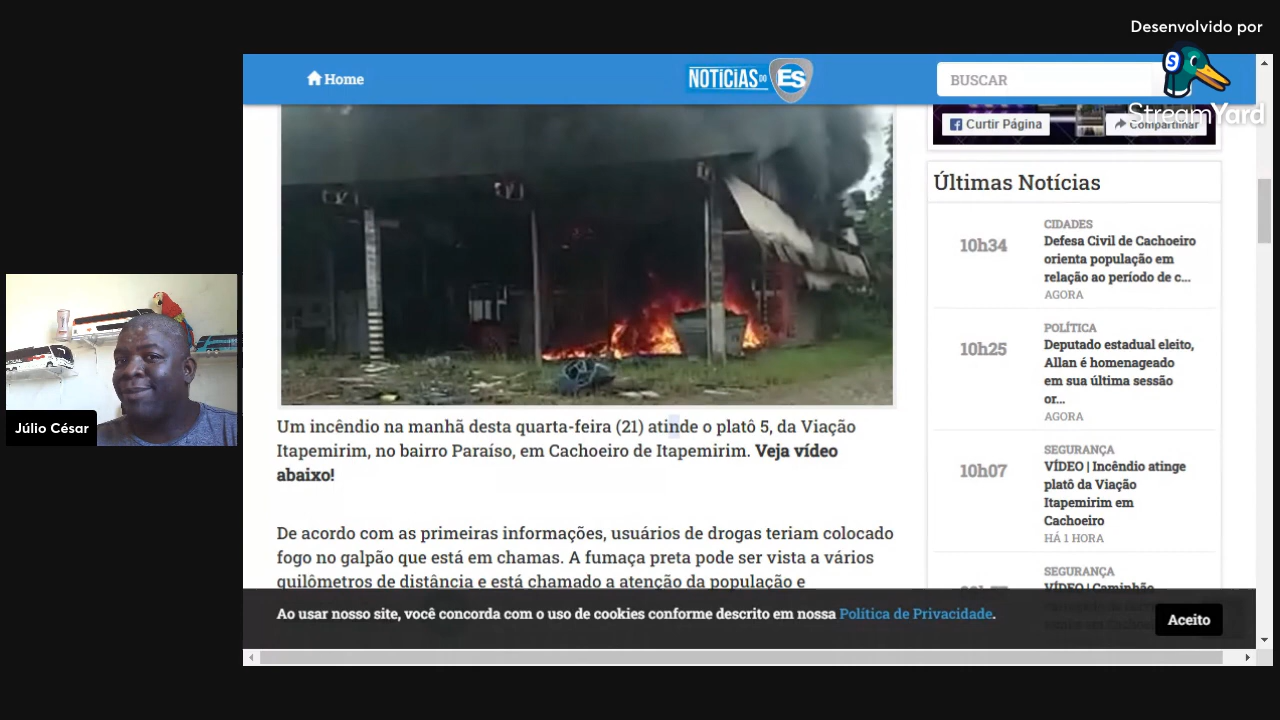 Desenvolvido por
StreamYard
Home
NOTÍCIAS DO ES
BUSCAR
Curtir Página
Compartilhar
Um incêndio na manhã desta quarta-feira (21) atinde o platô 5, da Viação
Itapemirim, no bairro Paraíso, em Cachoeiro de Itapemirim. Veja vídeo
abaixo!
De acordo com as primeiras informações, usuários de drogas teriam colocado
fogo no galpão que está em chamas. A fumaça preta pode ser vista a vários
quilômetros de distância e está chamado a atenção da população e
Últimas Notícias
10h34
CIDADES
Defesa Civil de Cachoeiro
orienta população em
relação ao período de c...
AGORA
10h25
POLÍTICA
Deputado estadual eleito,
Allan é homenageado
em sua última sessão
or...
AGORA
10h07
SEGURANÇA
VÍDEO | Incêndio atinge
platô da Viação
Itapemirim em
Cachoeiro
HÁ 1 HORA
SEGURANÇA
VÍDEO | Caminhão
Ao usar nosso site, você concorda com o uso de cookies conforme descrito em nossa Política de Privacidade.
Aceito
Júlio César